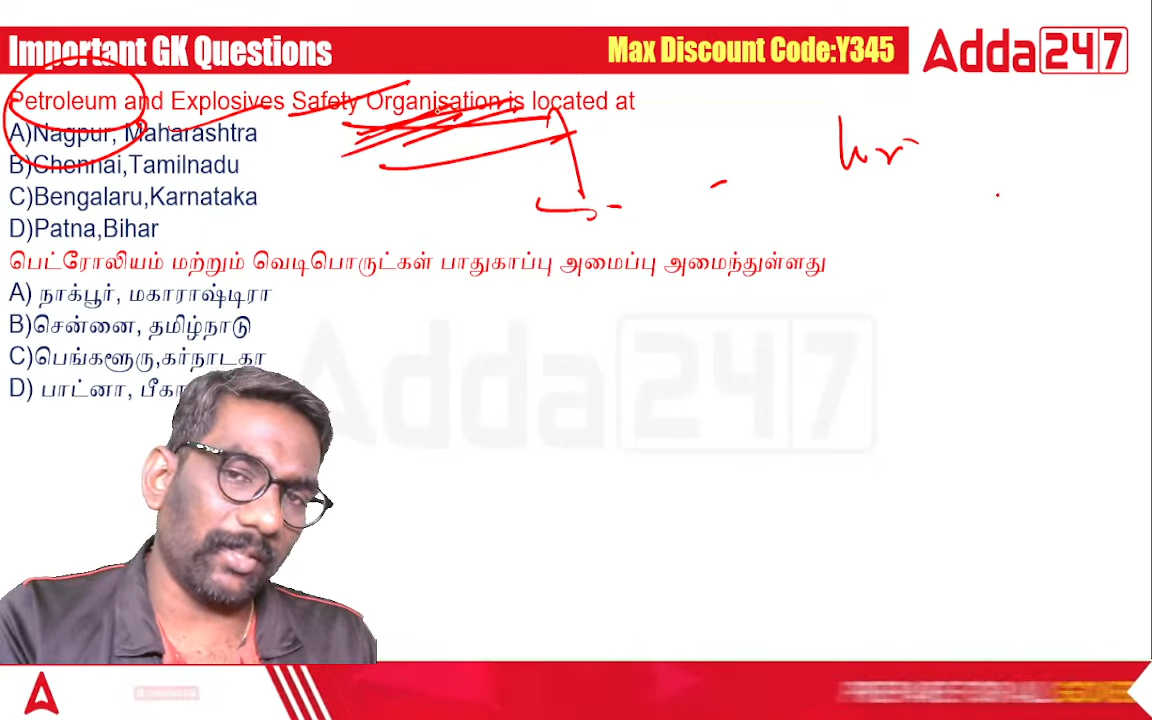 Important GK Questions
Max Discount Code:Y345
Adda247
Petroleum and Explosives Safety Organisation is located at
A)Nagpur, Maharashtra
B)Chennai,Tamilnadu
C)Bengalaru,Karnataka
D)Patna,Bihar
பெட்ரோலியம் மற்றும் வெடிபொருட்கள் பாதுகாப்பு அமைப்பு அமைந்துள்ளது
A) நாக்பூர், மகாராஷ்டிரா
B)சென்னை, தமிழ்நாடு
C)பெங்களூரு,கர்நாடகா
D) பாட்னா,
Adda247